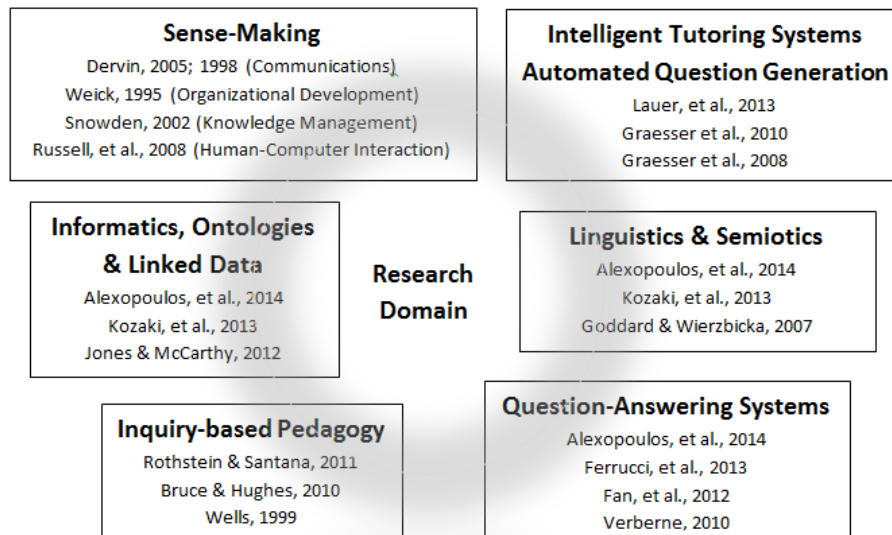 Sense-Making
Dervin, 2005; 1998 (Communications)
Weick, 1995 (Organizational Development)
Snowden, 2002 (Knowledge Management)
Russell, et al., 2008 (Human-Computer Interaction)
Intelligent Tutoring Systems
Automated Question Generation
Lauer, et al., 2013
Graesser et al., 2010
Graesser et al., 2008
Informatics, Ontologies
& Linked Data
Alexopoulos, et al., 2014
Kozaki, et al., 2013
Jones & McCarthy, 2012
Research
Domain
Linguistics & Semiotics
Alexopoulos, et al., 2014
Kozaki, et al., 2013
Goddard & Wierzbicka, 2007
Inquiry-based Pedagogy
Rothstein & Santana, 2011
Bruce & Hughes, 2010
Wells, 1999
Question-Answering Systems
Alexopoulos, et al., 2014
Ferrucci, et al., 2013
Fan, et al., 2012
Verberne, 2010